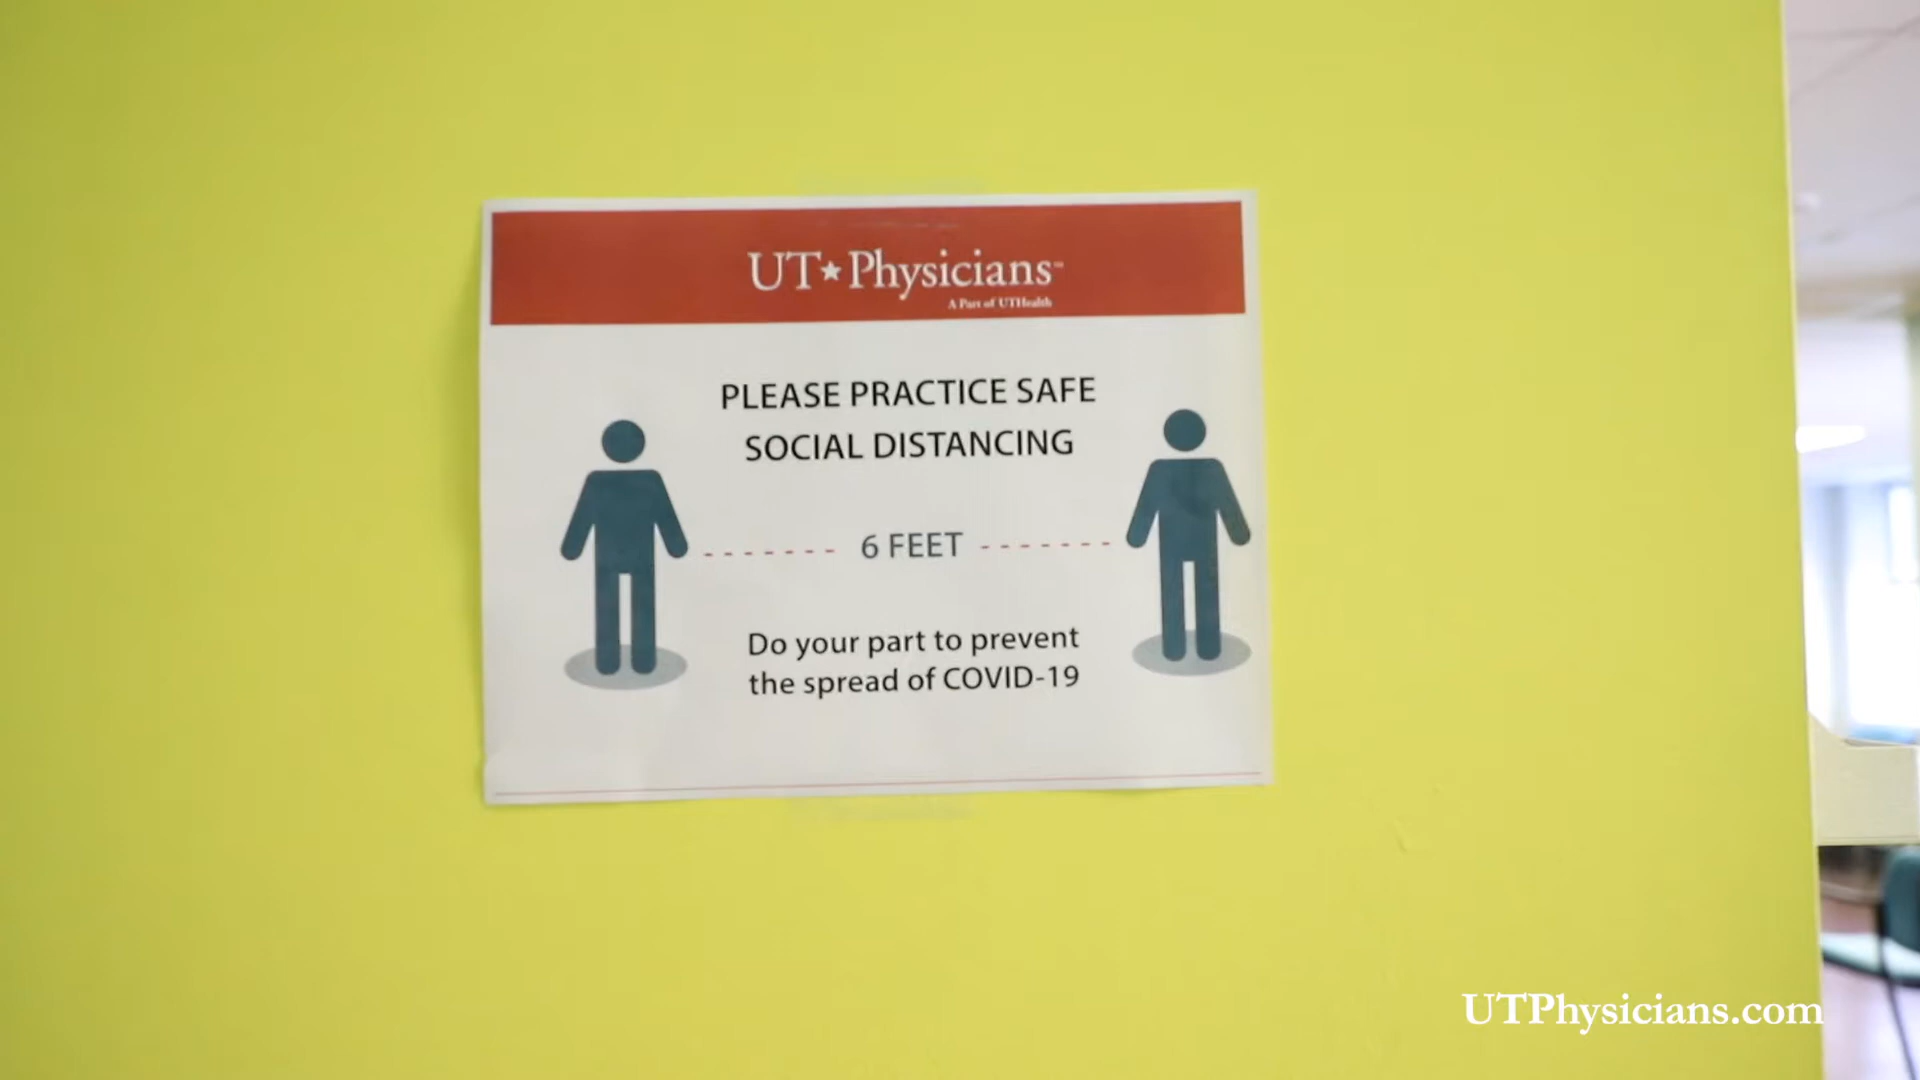 UT★Physicians™
A Part of UTHealth
PLEASE PRACTICE SAFE
SOCIAL DISTANCING
6 FEET
Do your part to prevent
the spread of COVID-19
UTPhysicians.com